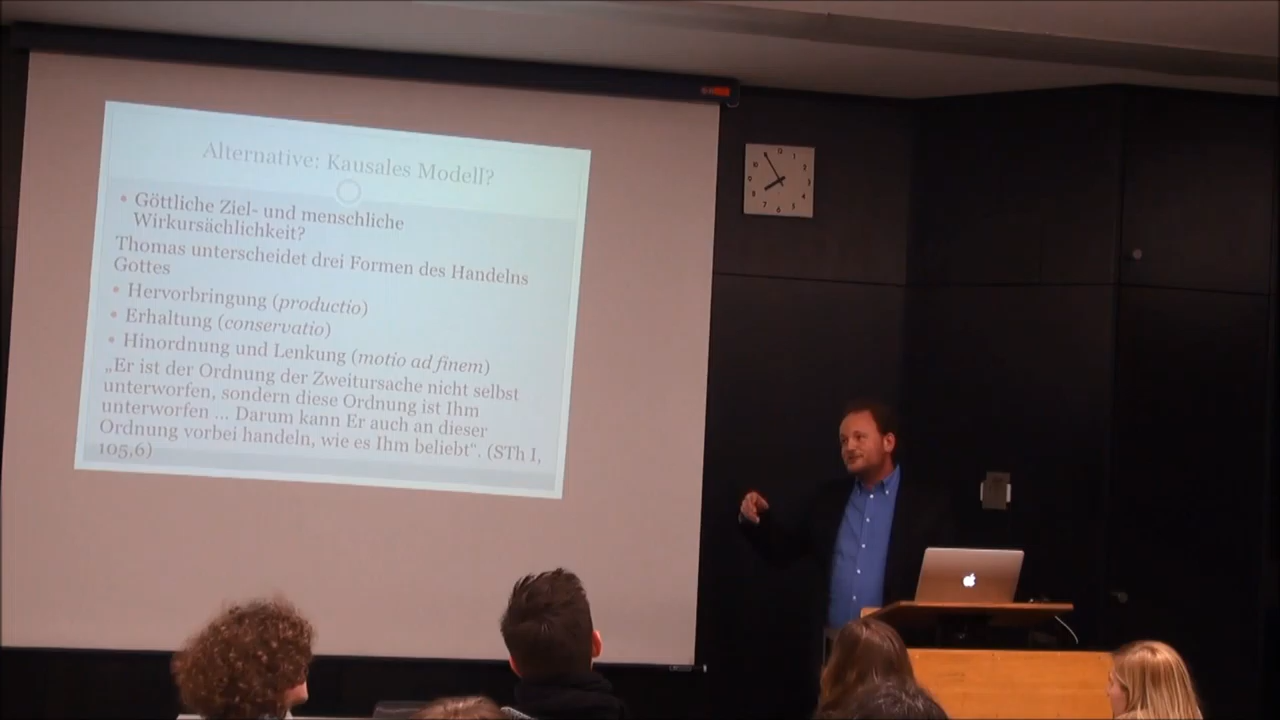 Alternative: Kausales Modell?
• Göttliche Ziel- und menschliche
Wirkursächlichkeit?
Thomas unterscheidet drei Formen des Handelns
Gottes
• Hervorbringung (productio)
• Erhaltung (conservatio)
• Hinordnung und Lenkung (motio ad finem)
„Er ist der Ordnung der Zweitursache nicht selbst
unterworfen, sondern diese Ordnung ist Ihm
unterworfen ... Darum kann Er auch an dieser
Ordnung vorbei handeln, wie es Ihm beliebt“. (STh I,
105,6)